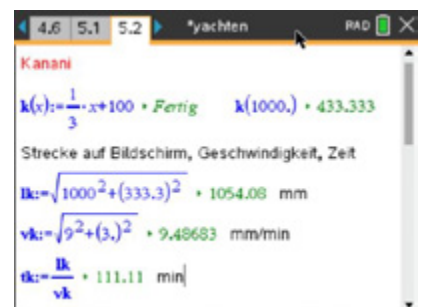 4.6 5.1 5.2 *yachten RAD
Kanani
k(x):=1/3·x+100 ▸ Fertig k(1000.) ▸ 433.333
Strecke auf Bildschirm, Geschwindigkeit, Zeit
lk:=√(1000²+(333.3)²) ▸ 1054.08 mm
vk:=√(9²+(3.)²) ▸ 9.48683 mm/min
tk:=lk/vk ▸ 111.11 min